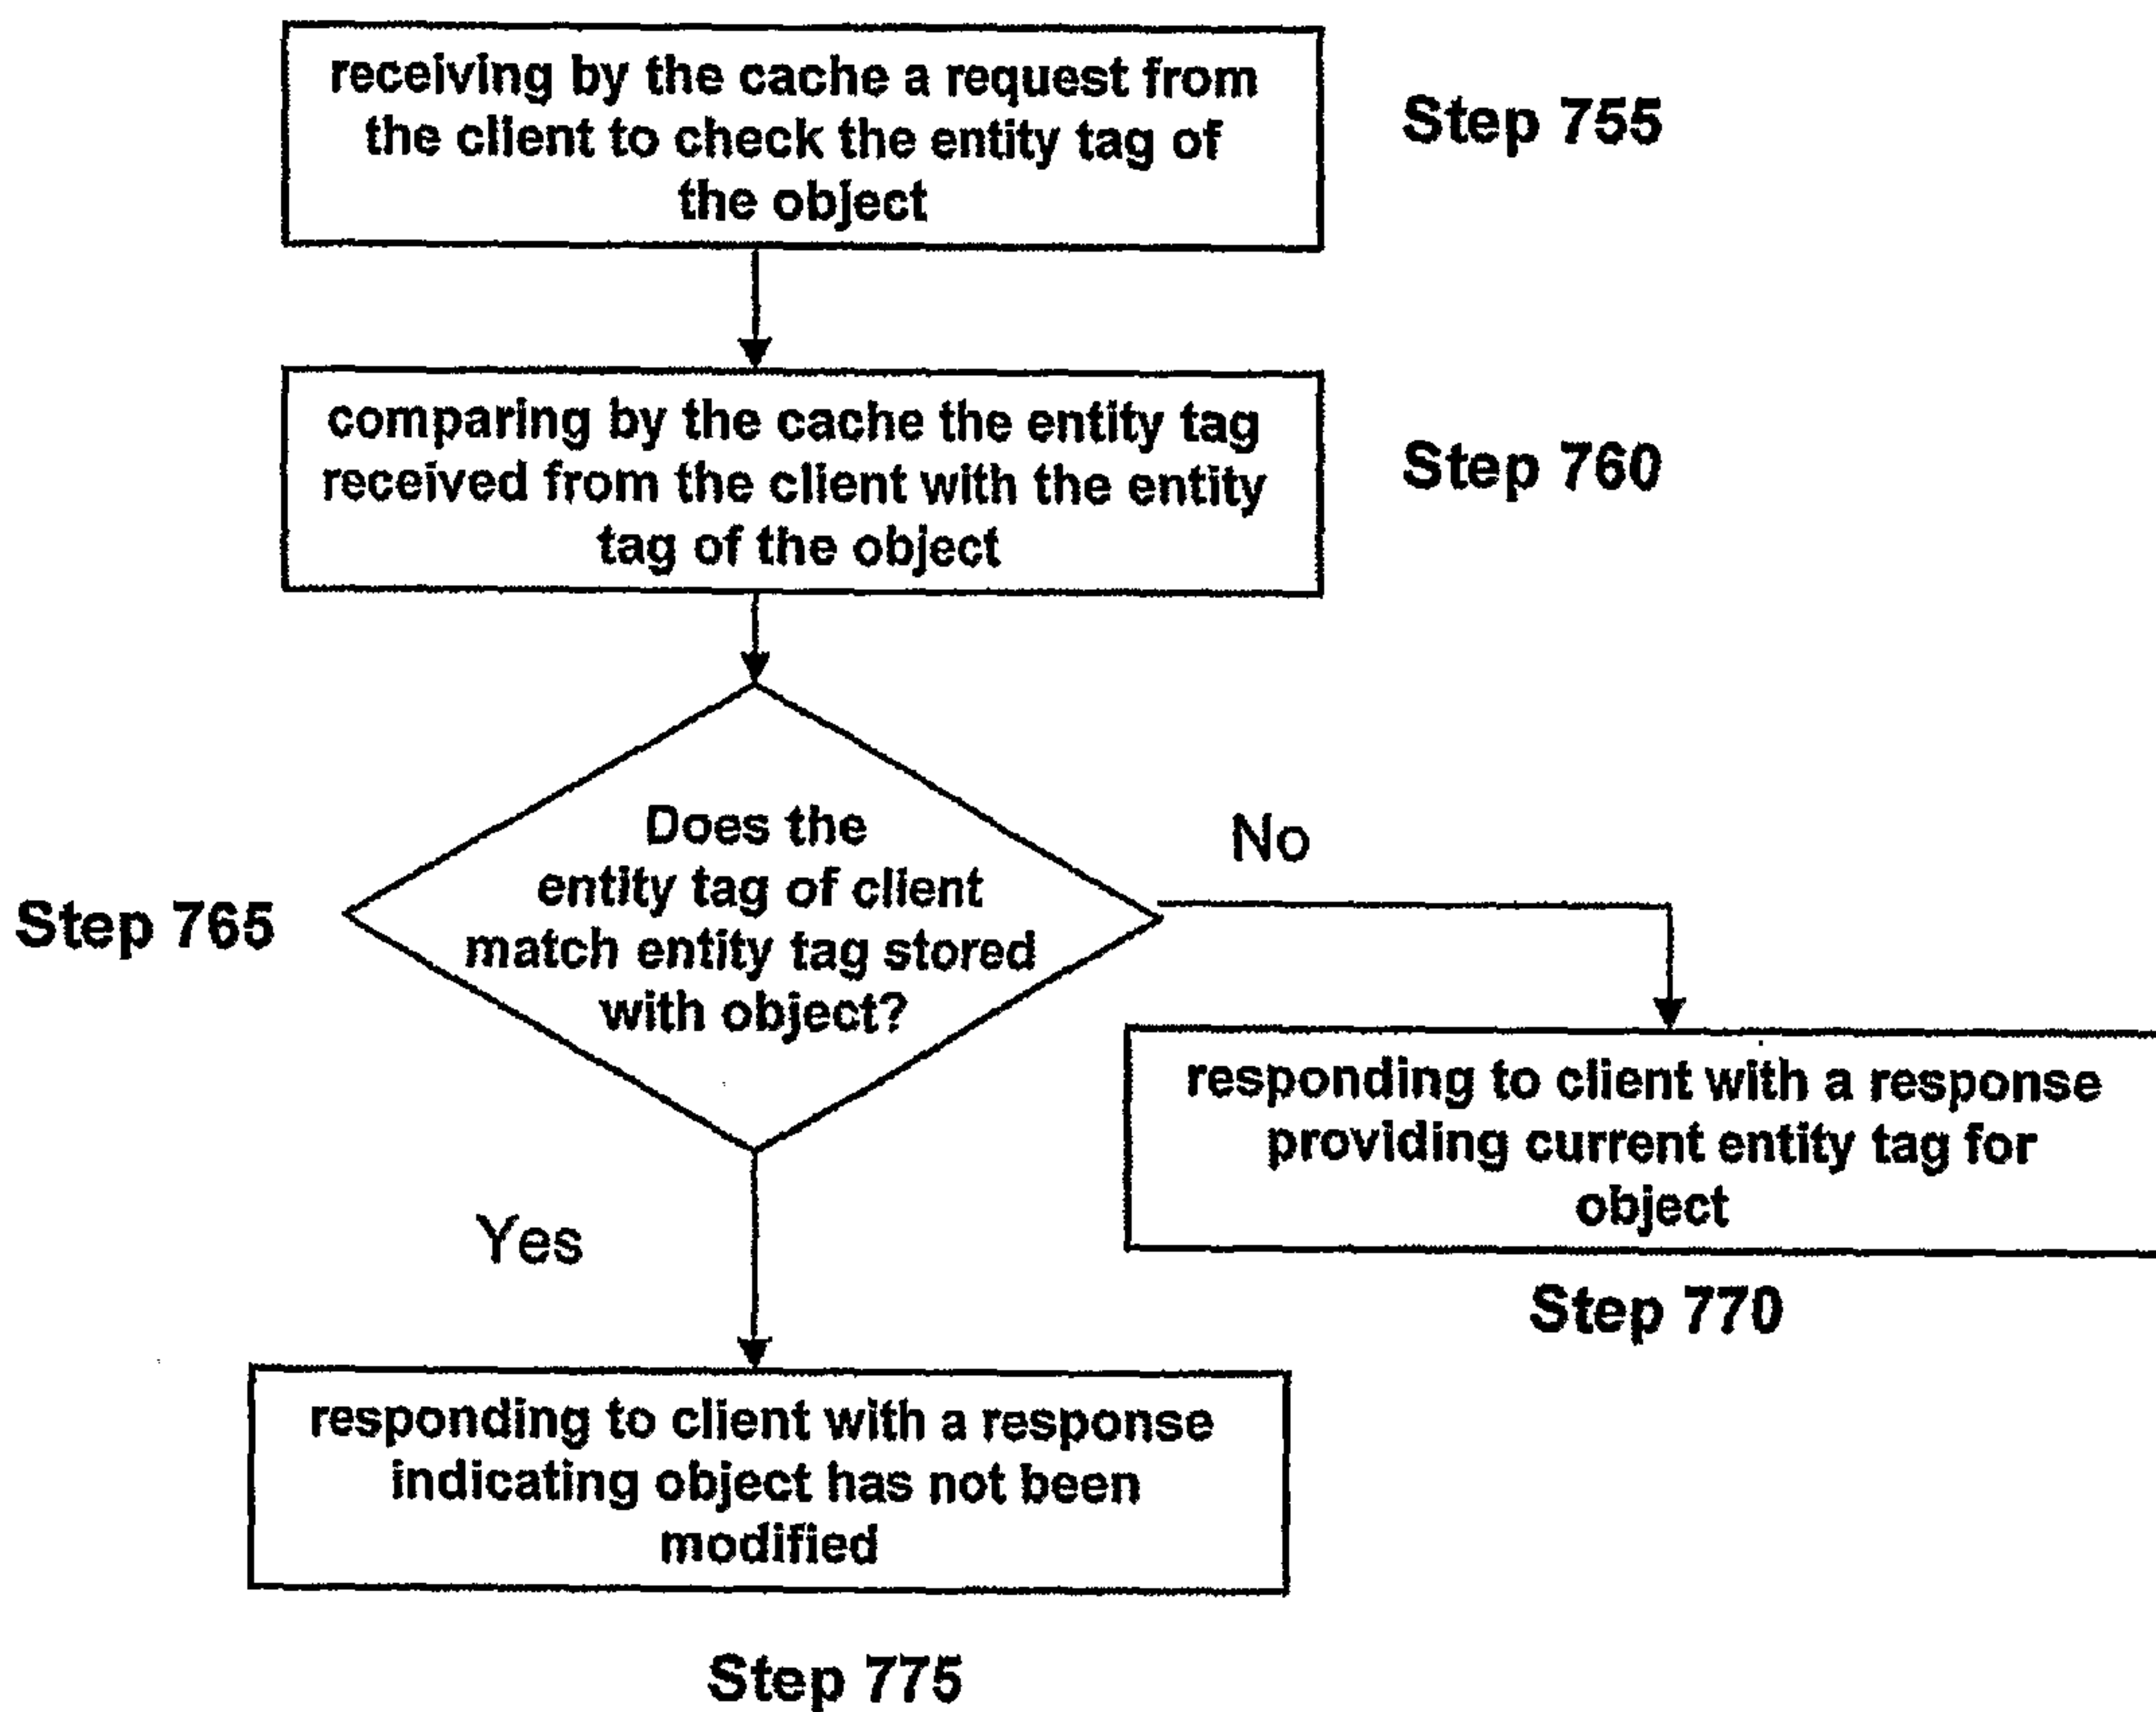 receiving by the cache a request from
the client to check the entity tag of
the object
Step 755
comparing by the cache the entity tag
received from the client with the entity
tag of the object
Step 760
Does the
entity tag of client
match entity tag stored
with object?
Step 765
No
responding to client with a response
providing current entity tag for
object
Step 770
Yes
responding to client with a response
indicating object has not been
modified
Step 775